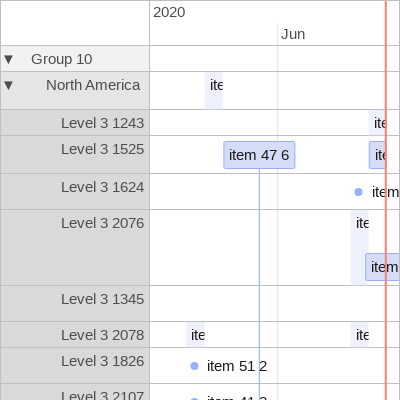 2020
Jun
▼ Group 10
▼ North America ite
Level 3 1243 ite
Level 3 1525 item 47 6 ite
Level 3 1624 item
Level 3 2076 ite
item
Level 3 1345
Level 3 2078 ite ite
Level 3 1826 item 51 2
Level 3 2107 item 41 3